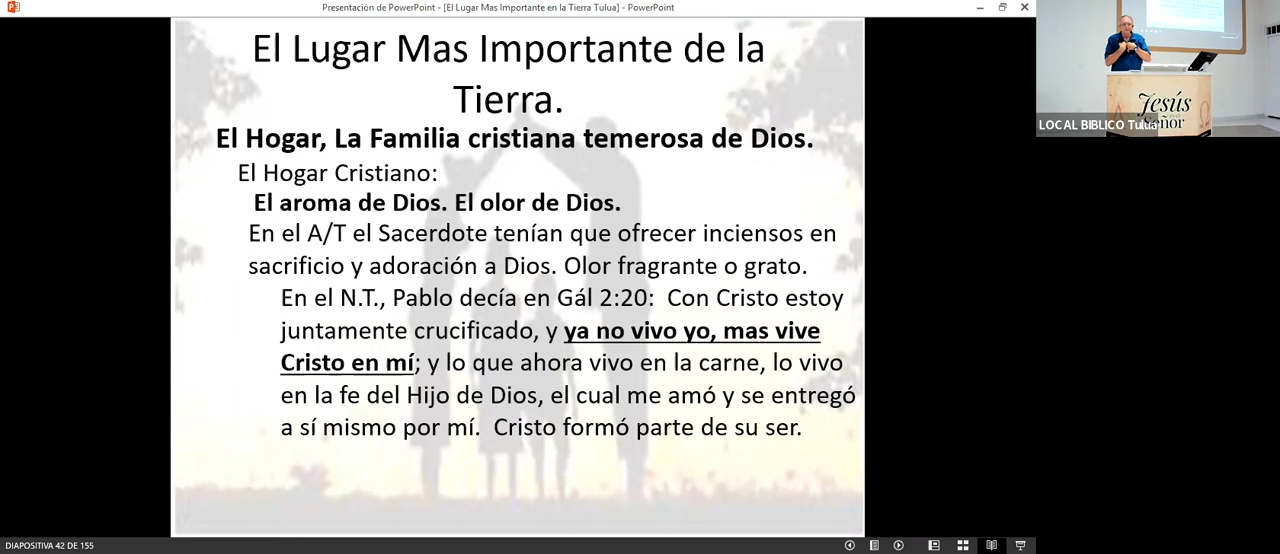 Presentación de PowerPoint - [El Lugar Mas Importante en la Tierra Tulua] - PowerPoint
El Lugar Mas Importante de la
Tierra.
El Hogar, La Familia cristiana temerosa de Dios.
El Hogar Cristiano:
El aroma de Dios. El olor de Dios.
En el A/T el Sacerdote tenían que ofrecer inciensos en
sacrificio y adoración a Dios. Olor fragrante o grato.
En el N.T., Pablo decía en Gál 2:20: Con Cristo estoy
juntamente crucificado, y ya no vivo yo, mas vive
Cristo en mí; y lo que ahora vivo en la carne, lo vivo
en la fe del Hijo de Dios, el cual me amó y se entregó
a sí mismo por mí. Cristo formó parte de su ser.
DIAPOSITIVA 42 DE 155
Jesús
Señor
LOCAL BIBLICO Tulua